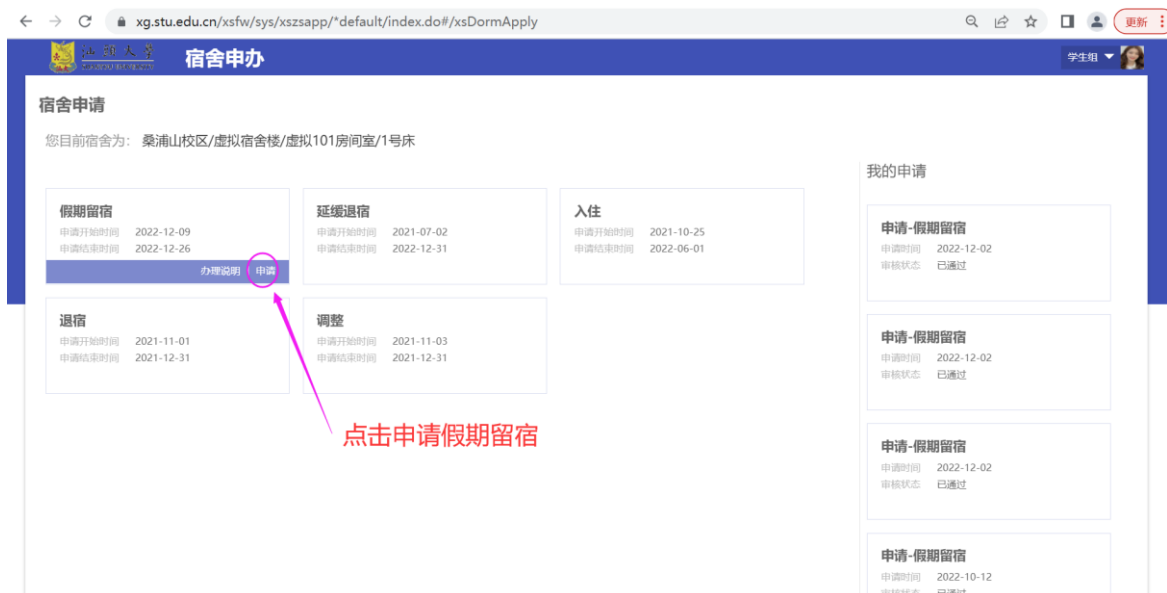 xg.stu.edu.cn/xsfw/sys/xszsapp/*default/index.do#/xsDormApply
更新
汕頭大學
宿舍申办
学生组
宿舍申请
您目前宿舍为： 桑浦山校区/虚拟宿舍楼/虚拟101房间室/1号床
假期留宿
申请开始时间 2022-12-09
申请结束时间 2022-12-26
办理说明 申请
延缓退宿
申请开始时间 2021-07-02
申请结束时间 2022-12-31
入住
申请开始时间 2021-10-25
申请结束时间 2022-06-01
退宿
申请开始时间 2021-11-01
申请结束时间 2021-12-31
调整
申请开始时间 2021-11-03
申请结束时间 2021-12-31
点击申请假期留宿
我的申请
申请-假期留宿
申请时间 2022-12-02
审核状态 已通过
申请-假期留宿
申请时间 2022-12-02
审核状态 已通过
申请-假期留宿
申请时间 2022-12-02
审核状态 已通过
申请-假期留宿
申请时间 2022-10-12
审核状态 已通过